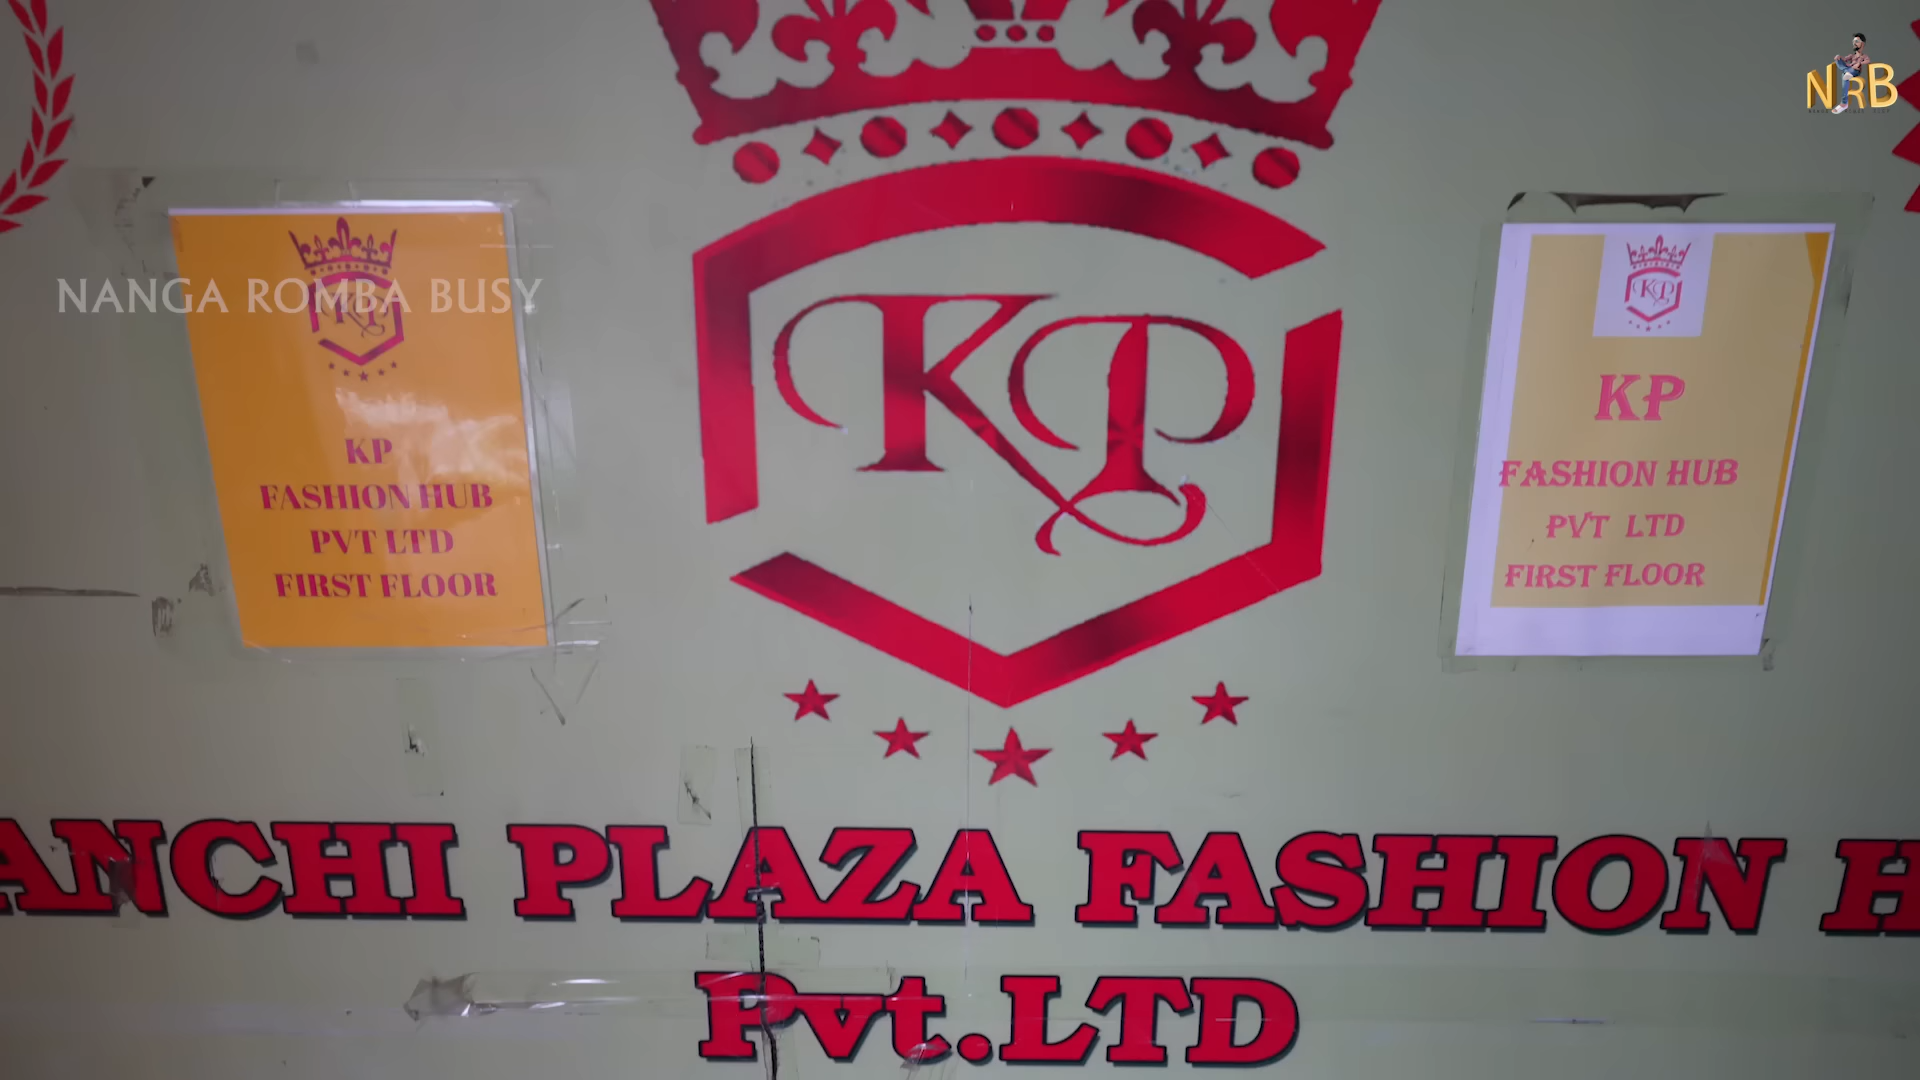 NRB
NANGA ROMBA BUSY
KP
KP
FASHION HUB
PVT LTD
FIRST FLOOR
KP
KP
KP
FASHION HUB
PVT LTD
FIRST FLOOR
ANCHI PLAZA FASHION H
Pvt.LTD